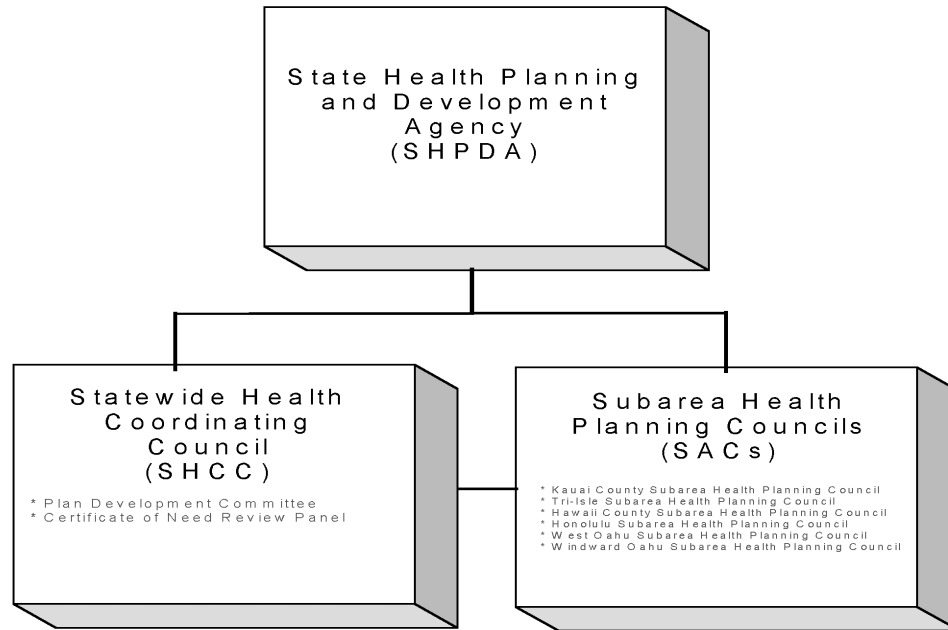 State Health Planning
and Development
Agency
(SHPDA)
Statewide Health
Coordinating
Council
(SHCC)
* Plan Development Committee
* Certificate of Need Review Panel
Subarea Health
Planning Councils
(SACs)
* Kauai County Subarea Health Planning Council
* Tri-Isle Subarea Health Planning Council
* Hawaii County Subarea Health Planning Council
* Honolulu Subarea Health Planning Council
* West Oahu Subarea Health Planning Council
* Windward Oahu Subarea Health Planning Council